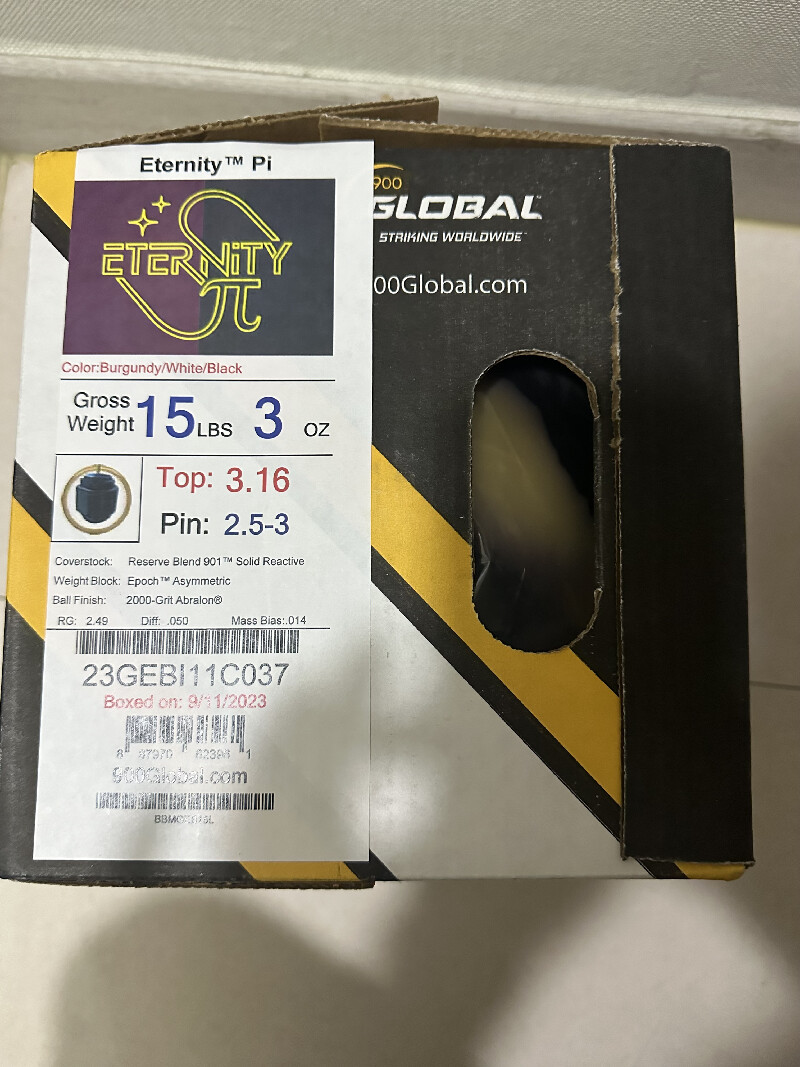 Eternity™ Pi
ETERNiTY
π
Color:Burgundy/White/Black
Gross Weight 15 LBS 3 OZ
Top: 3.16
Pin: 2.5-3
Coverstock: Reserve Blend 901™ Solid Reactive
Weight Block: Epoch™ Asymmetric
Ball Finish: 2000-Grit Abralon®
RG: 2.49 Diff: .050 Mass Bias:.014
23GEBI11C037
Boxed on: 9/11/2023
900Global.com
900
GLOBAL
STRIKING WORLDWIDE™
00Global.com